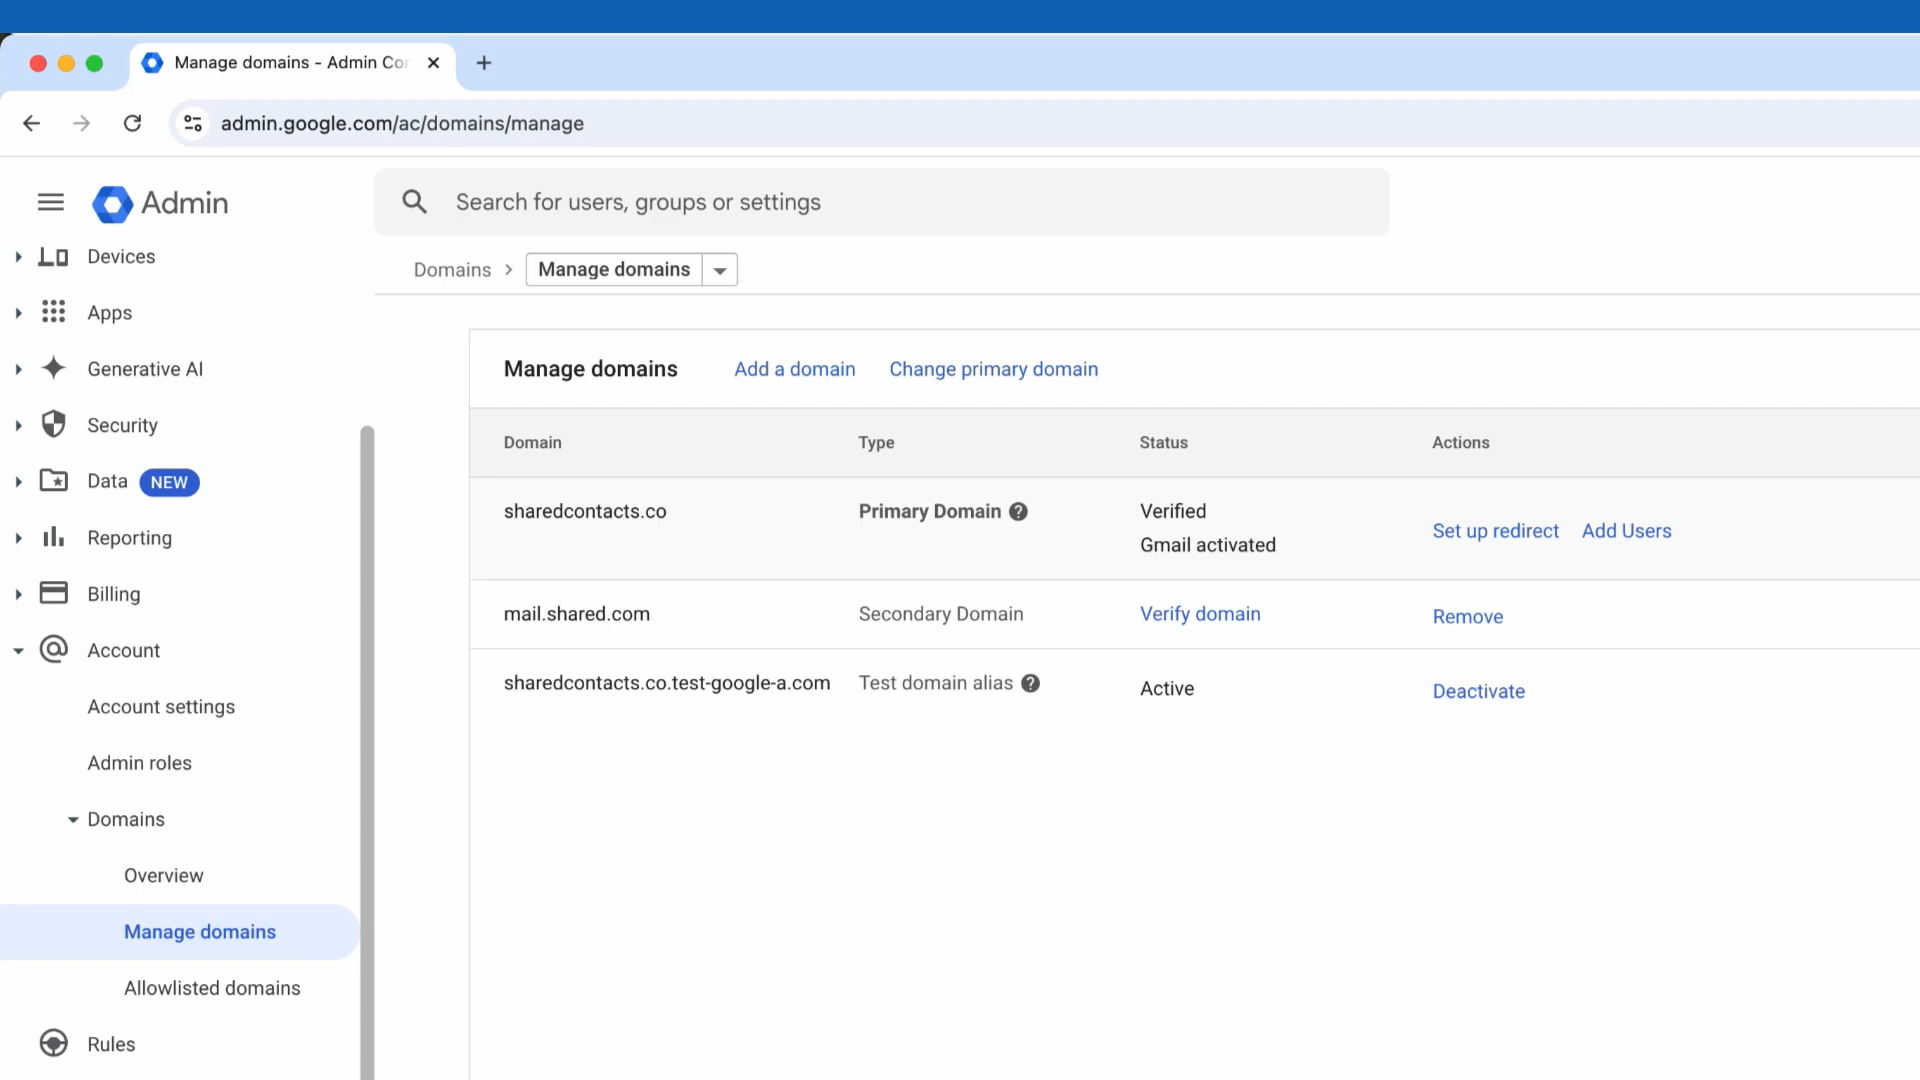 Manage domains - Admin Co
admin.google.com/ac/domains/manage
Admin
Search for users, groups or settings
Devices
Domains > Manage domains
Apps
Generative AI
Manage domains Add a domain Change primary domain
Security
Domain Type Status Actions
Data NEW
sharedcontacts.co Primary Domain ? Verified
Gmail activated
Set up redirect Add Users
Reporting
Billing
mail.shared.com Secondary Domain Verify domain Remove
Account
sharedcontacts.co.test-google-a.com Test domain alias ? Active Deactivate
Account settings
Admin roles
Domains
Overview
Manage domains
Allowlisted domains
Rules